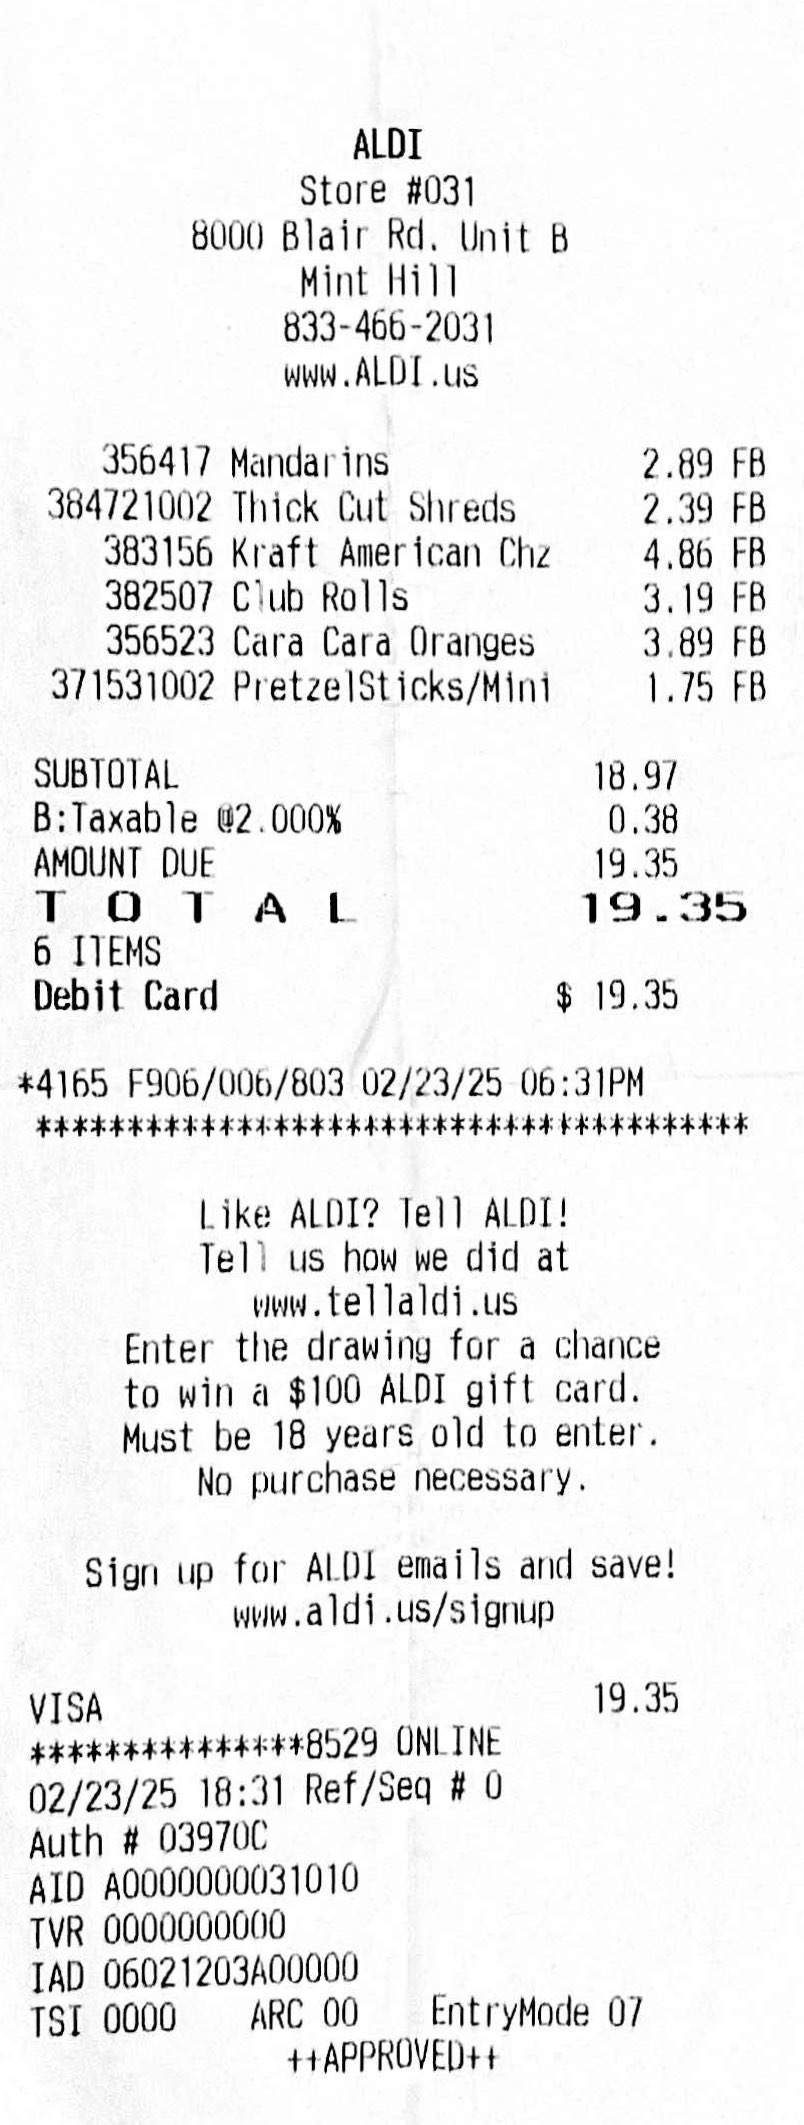 ALDI
Store #031
8000 Blair Rd. Unit B
Mint Hill
833-466-2031
www.ALDI.us
356417 Mandarins 2.89 FB
384721002 Thick Cut Shreds 2.39 FB
383156 Kraft American Chz 4.86 FB
382507 Club Rolls 3.19 FB
356523 Cara Cara Oranges 3.89 FB
371531002 PretzelSticks/Mini 1.75 FB
SUBTOTAL 18.97
B:Taxable @2.000% 0.38
AMOUNT DUE 19.35
TOTAL 19.35
6 ITEMS
Debit Card $ 19.35
*4165 F906/006/803 02/23/25 06:31PM
***************************************
Like ALDI? Tell ALDI!
Tell us how we did at
www.tellaldi.us
Enter the drawing for a chance
to win a $100 ALDI gift card.
Must be 18 years old to enter.
No purchase necessary.
Sign up for ALDI emails and save!
www.aldi.us/signup
VISA 19.35
***************8529 ONLINE
02/23/25 18:31 Ref/Seq # 0
Auth # 03970C
AID A0000000031010
TVR 0000000000
IAD 06021203A00000
TSI 0000 ARC 00 EntryMode 07
++APPROVED++